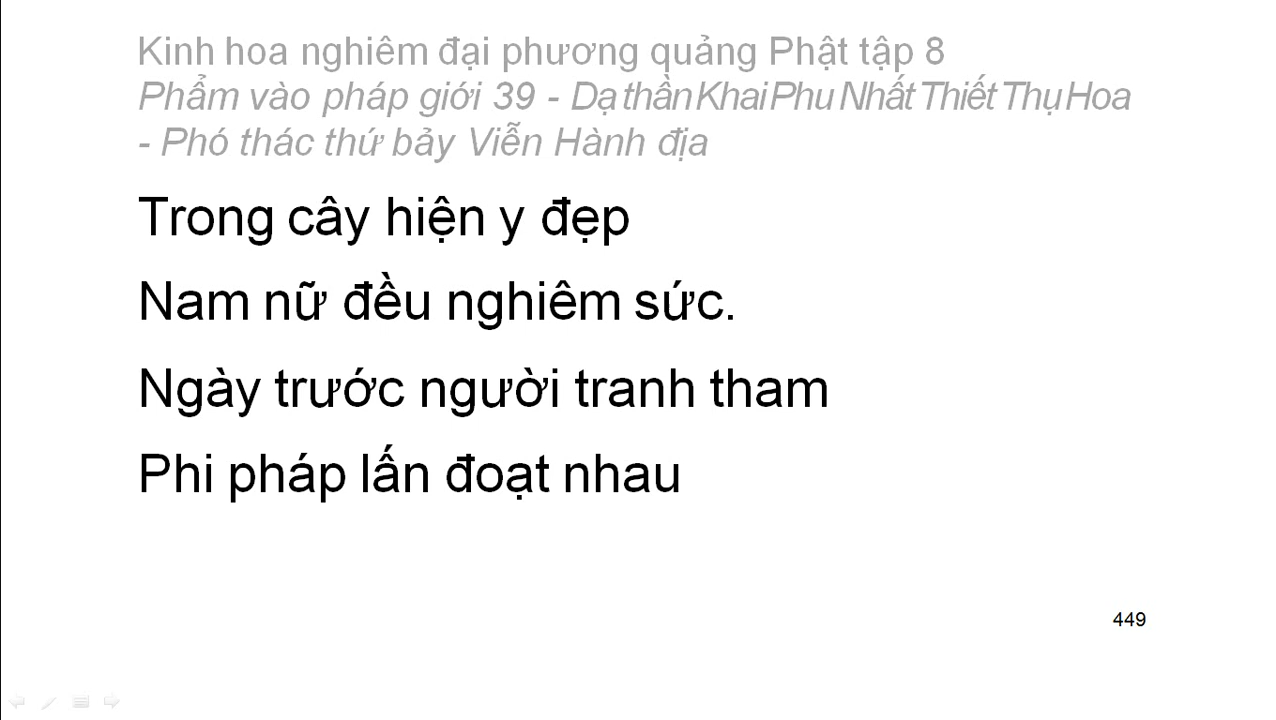 Kinh hoa nghiêm đại phương quảng Phật tập 8
Phẩm vào pháp giới 39 - Dạ thần Khai Phu Nhất Thiết Thụ Hoa
- Phó thác thứ bảy Viễn Hành địa
Trong cây hiện y đẹp
Nam nữ đều nghiêm sức.
Ngày trước người tranh tham
Phi pháp lấn đoạt nhau
449